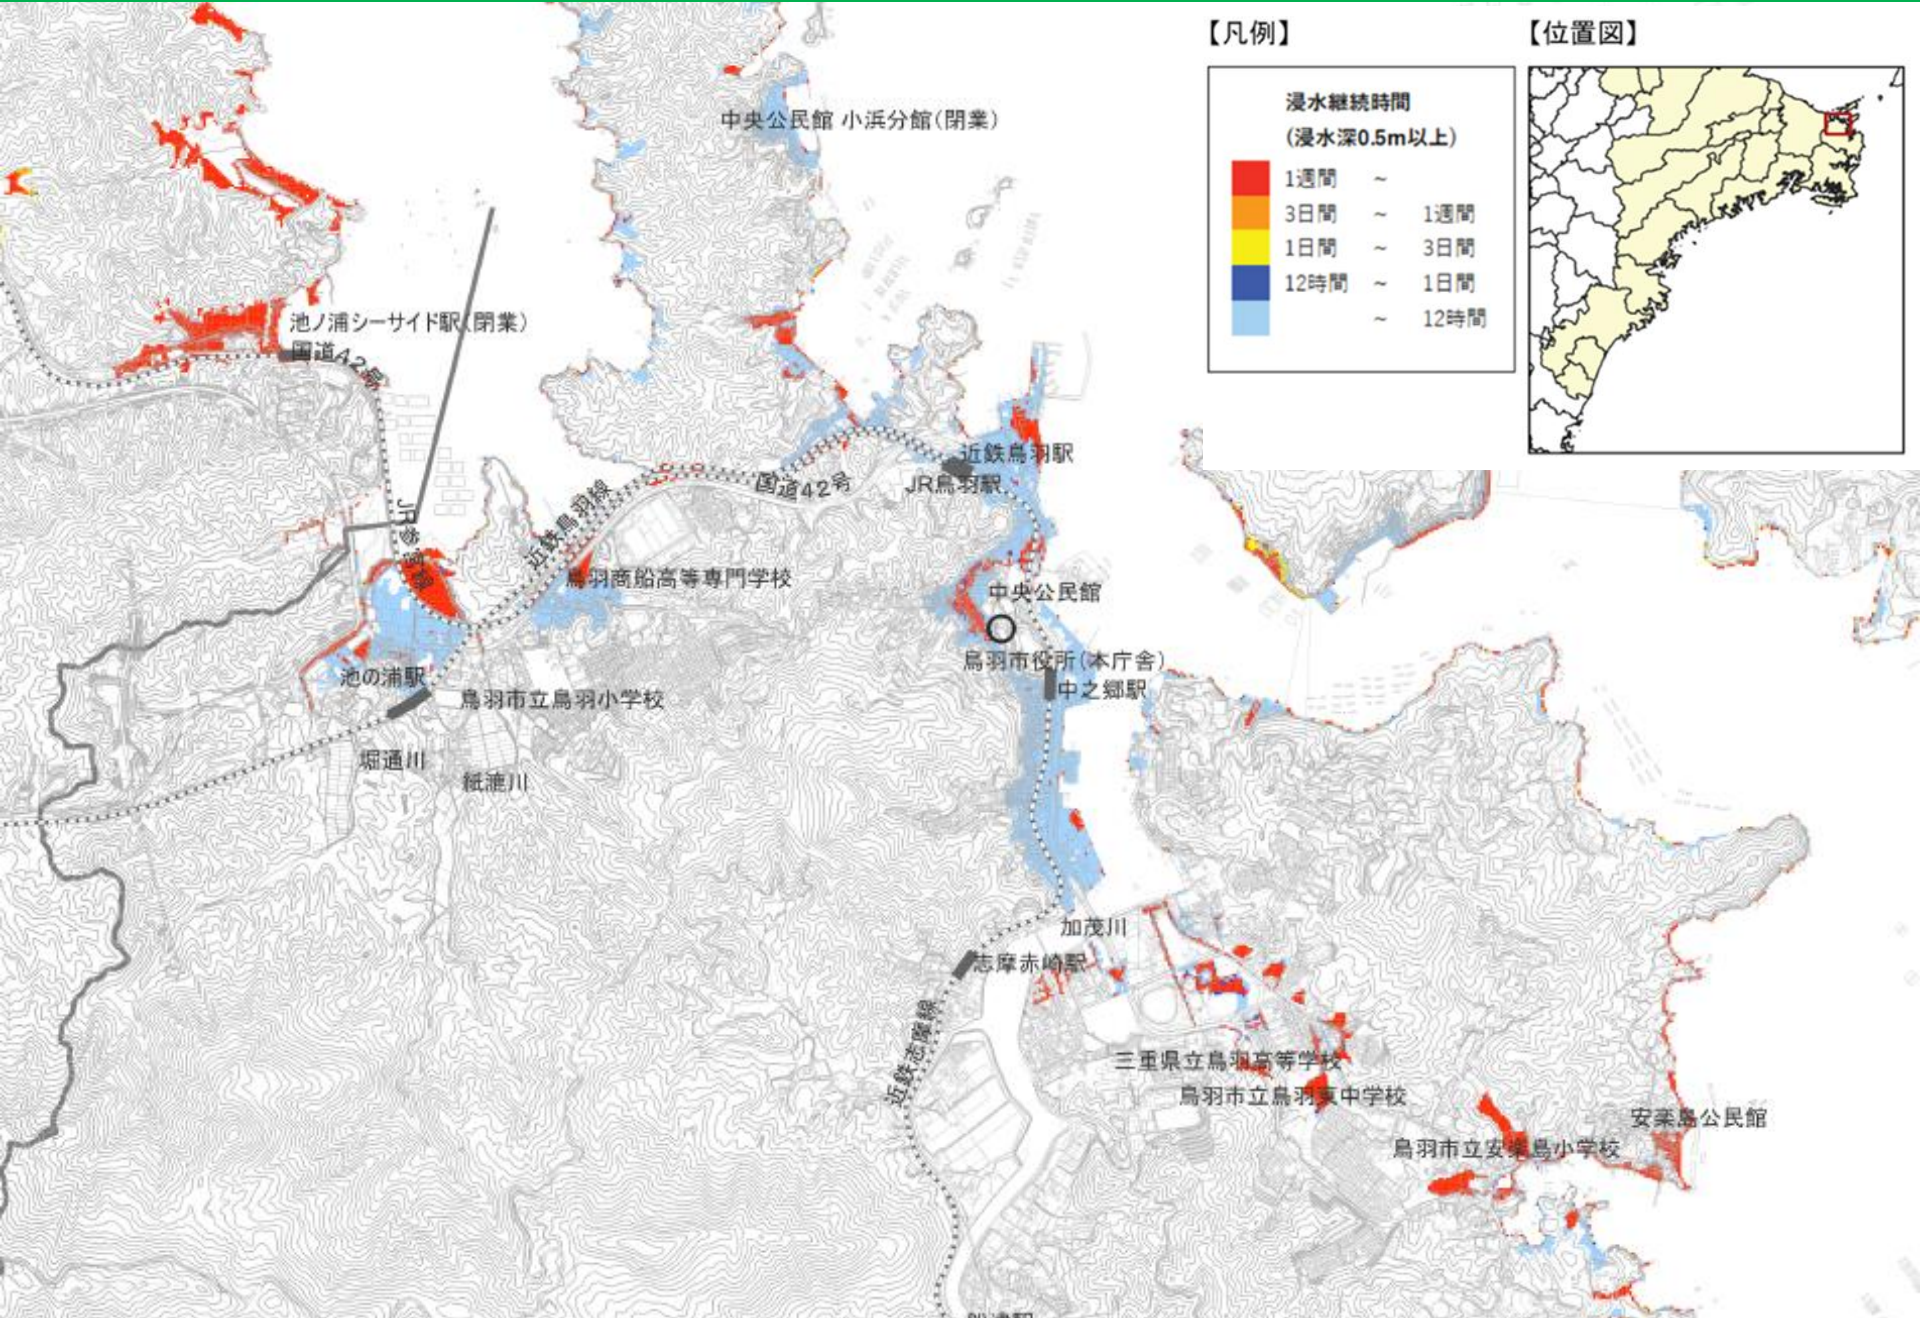 【凡例】
【位置図】
浸水継続時間
(浸水深0.5m以上)
1週間 ~
3日間 ~ 1週間
1日間 ~ 3日間
12時間 ~ 1日間
~ 12時間
中央公民館 小浜分館(閉業)
池ノ浦シーサイド駅(閉業)
国道42号
近鉄鳥羽駅
JR鳥羽駅
国道42号
近鉄鳥羽線
JR参宮線
鳥羽商船高等専門学校
中央公民館
鳥羽市役所(本庁舎)
中之郷駅
池の浦駅
鳥羽市立鳥羽小学校
堀通川
紙漉川
加茂川
志摩赤崎駅
近鉄志摩線
三重県立鳥羽高等学校
鳥羽市立鳥羽東中学校
安楽島公民館
鳥羽市立安楽島小学校